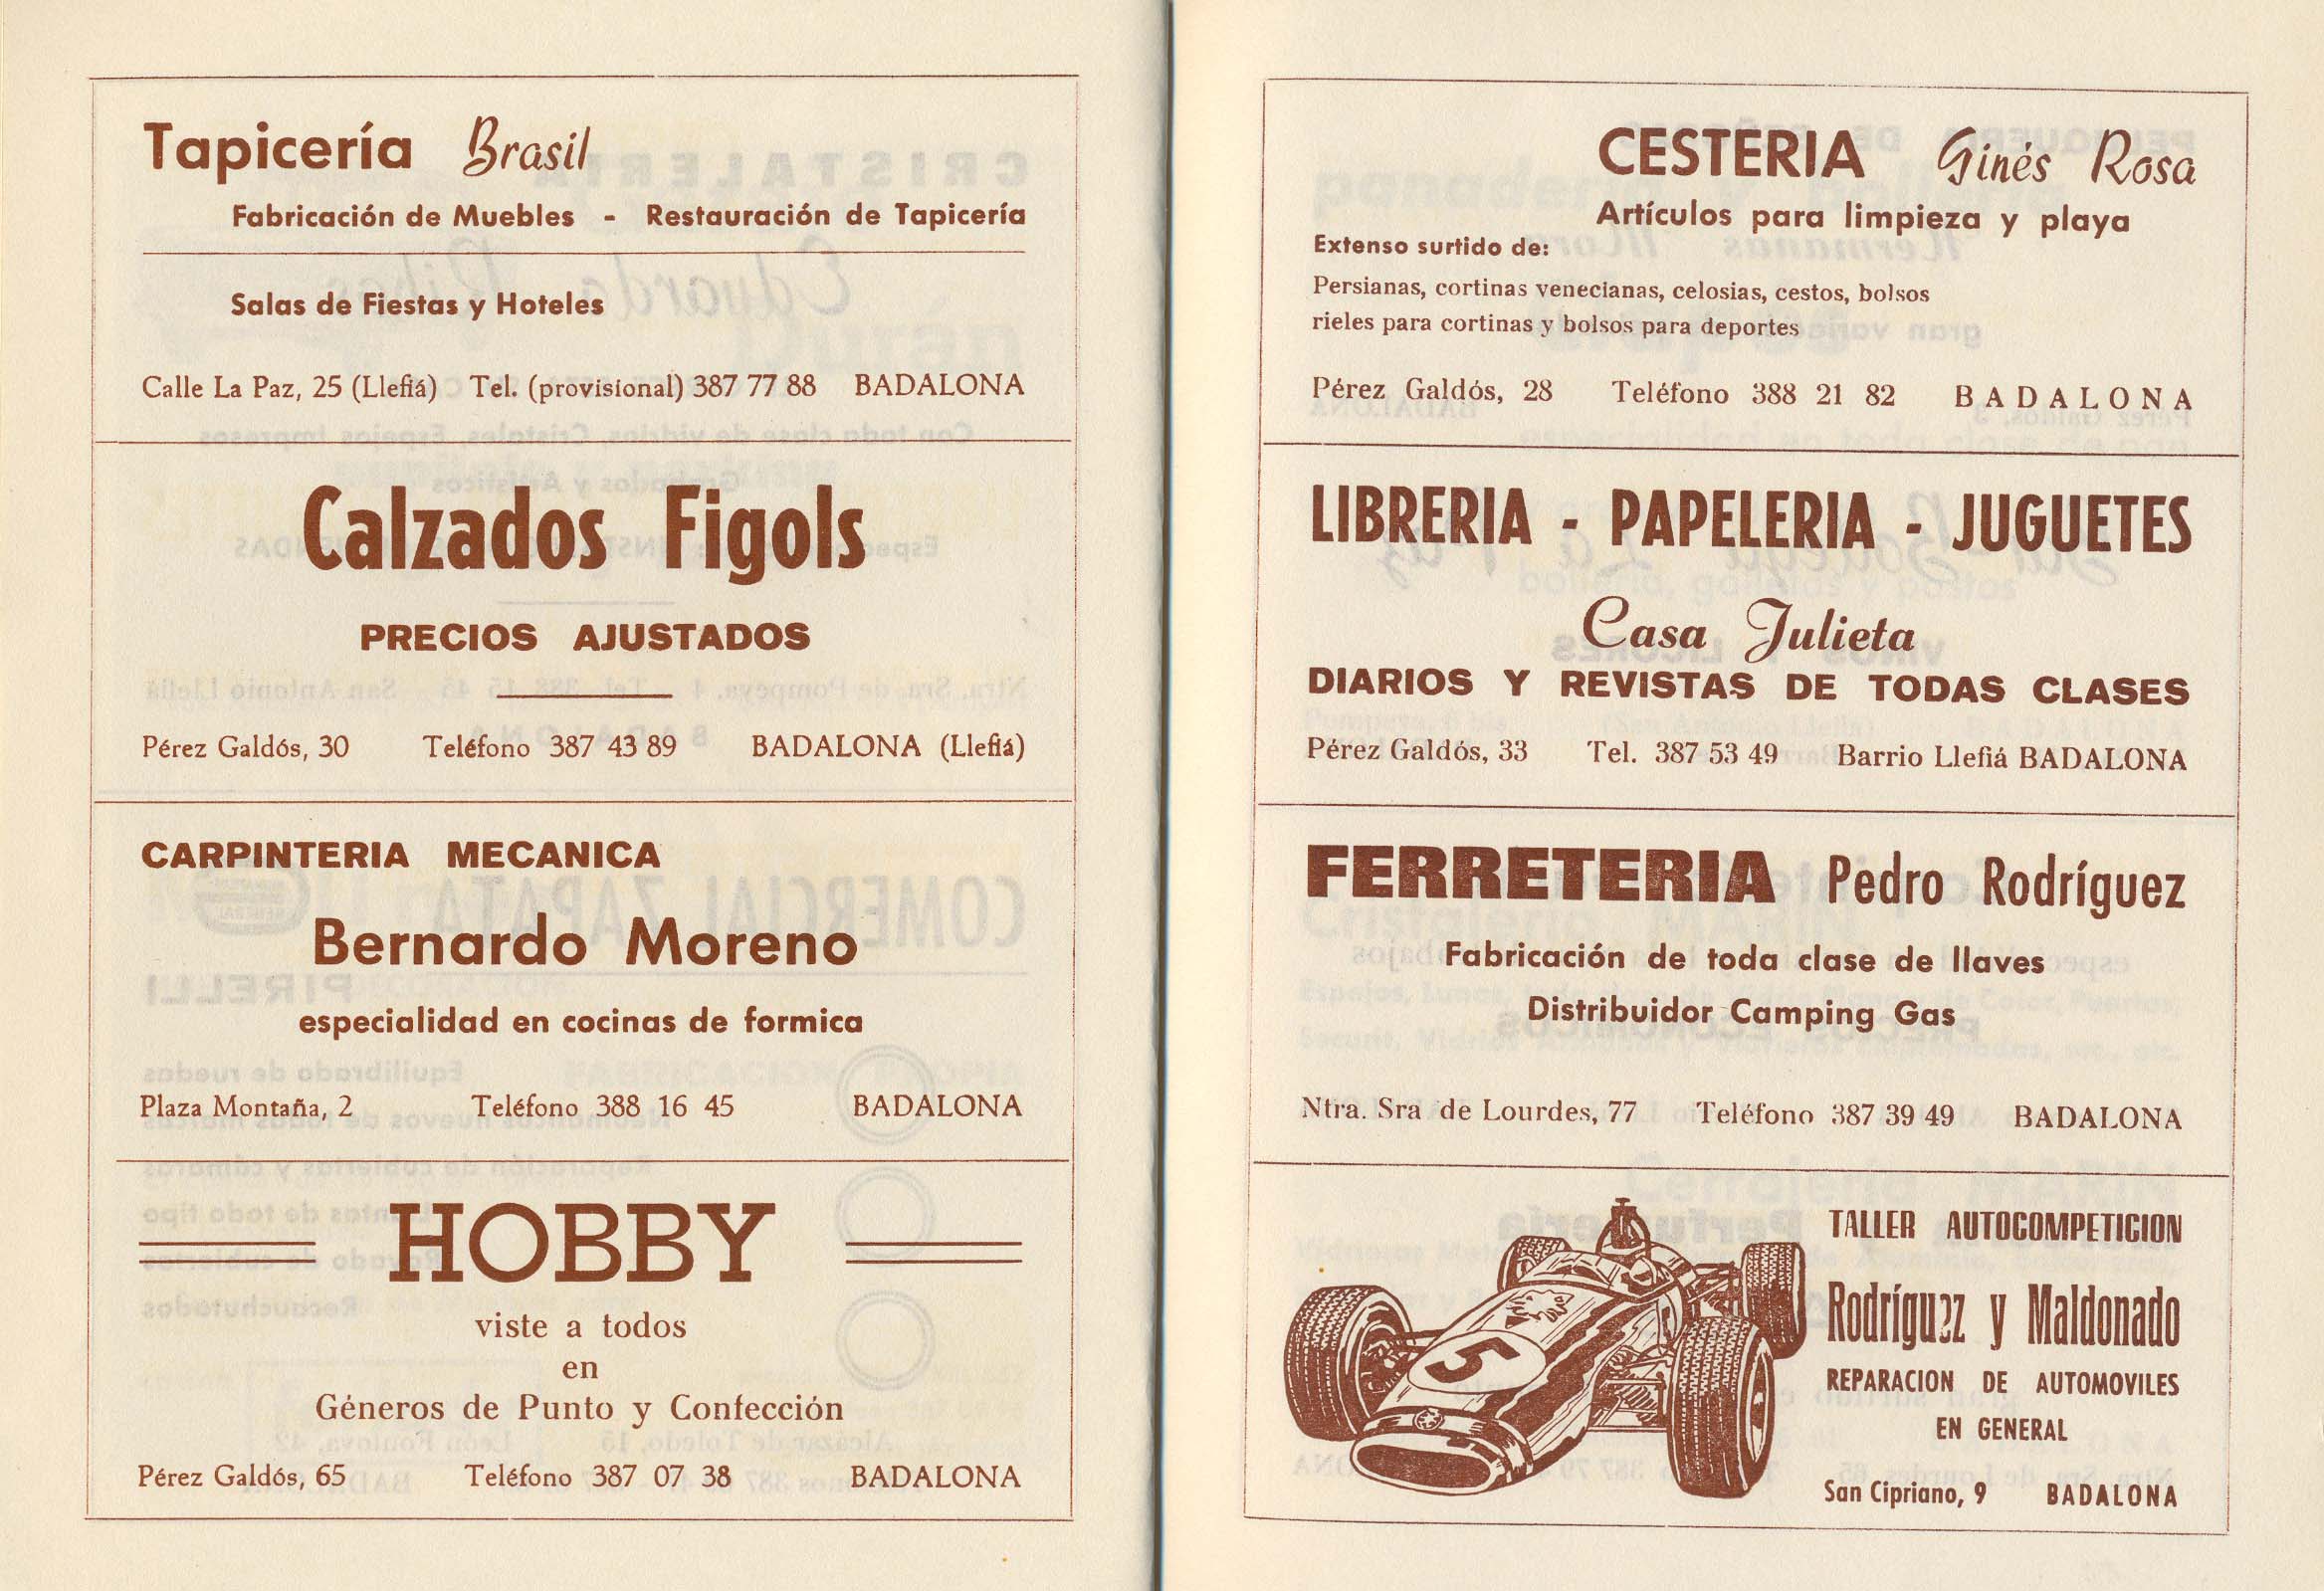 Tapicería Brasil
Fabricación de Muebles - Restauración de Tapicería
Salas de Fiestas y Hoteles
Calle La Paz, 25 (Llefiá) Tel. (provisional) 387 77 88 BADALONA
Calzados Figols
PRECIOS AJUSTADOS
Pérez Galdós, 30 Teléfono 387 43 89 BADALONA (Llefiá)
CARPINTERIA MECANICA
Bernardo Moreno
especialidad en cocinas de formica
Plaza Montaña, 2 Teléfono 388 16 45 BADALONA
HOBBY
viste a todos
en
Géneros de Punto y Confección
Pérez Galdós, 65 Teléfono 387 07 38 BADALONA
CESTERIA Ginés Rosa
Artículos para limpieza y playa
Extenso surtido de:
Persianas, cortinas venecianas, celosias, cestos, bolsos
rieles para cortinas y bolsos para deportes
Pérez Galdós, 28 Teléfono 388 21 82 BADALONA
LIBRERIA - PAPELERIA - JUGUETES
Casa Julieta
DIARIOS Y REVISTAS DE TODAS CLASES
Pérez Galdós, 33 Tel. 387 53 49 Barrio Llefiá BADALONA
FERRETERIA Pedro Rodríguez
Fabricación de toda clase de llaves
Distribuidor Camping Gas
Ntra. Sra de Lourdes, 77 Teléfono 387 39 49 BADALONA
TALLER AUTOCOMPETICION
Rodríguez y Maldonado
REPARACION DE AUTOMOVILES
EN GENERAL
San Cipriano, 9 BADALONA
5